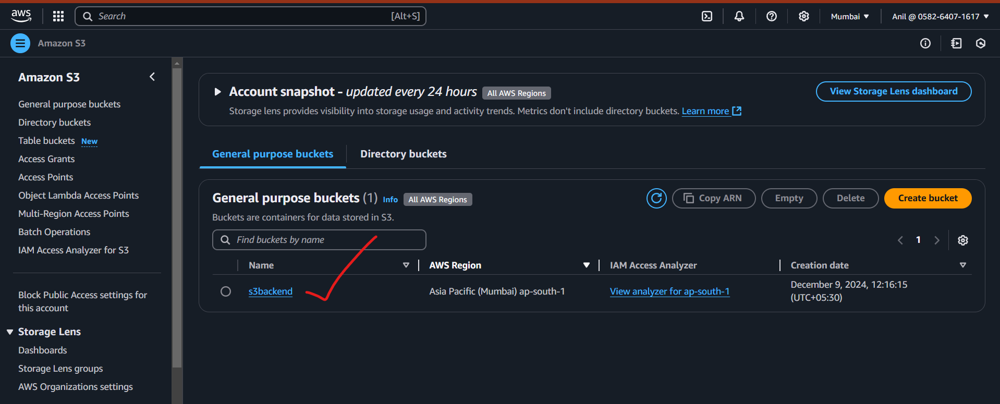 aws
Search
[Alt+S]
Mumbai
Anil @ 0582-6407-1617
Amazon S3
Amazon S3
General purpose buckets
Directory buckets
Table buckets New
Access Grants
Access Points
Object Lambda Access Points
Multi-Region Access Points
Batch Operations
IAM Access Analyzer for S3
Block Public Access settings for
this account
Storage Lens
Dashboards
Storage Lens groups
AWS Organizations settings
Account snapshot - updated every 24 hours All AWS Regions
View Storage Lens dashboard
Storage lens provides visibility into storage usage and activity trends. Metrics don't include directory buckets. Learn more
General purpose buckets
Directory buckets
General purpose buckets (1) Info All AWS Regions
Copy ARN
Empty
Delete
Create bucket
Buckets are containers for data stored in S3.
Find buckets by name
1
Name
AWS Region
IAM Access Analyzer
Creation date
s3backend
Asia Pacific (Mumbai) ap-south-1
View analyzer for ap-south-1
December 9, 2024, 12:16:15
(UTC+05:30)